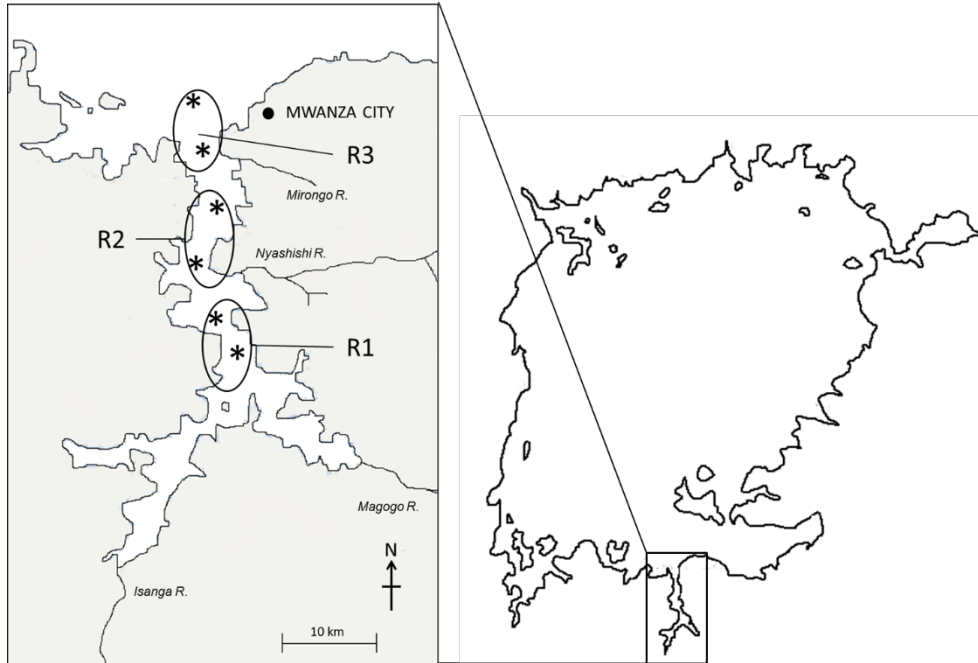 MWANZA CITY
R3
Mirongo R.
R2
Nyashishi R.
R1
Magogo R.
N
Isanga R.
10 km